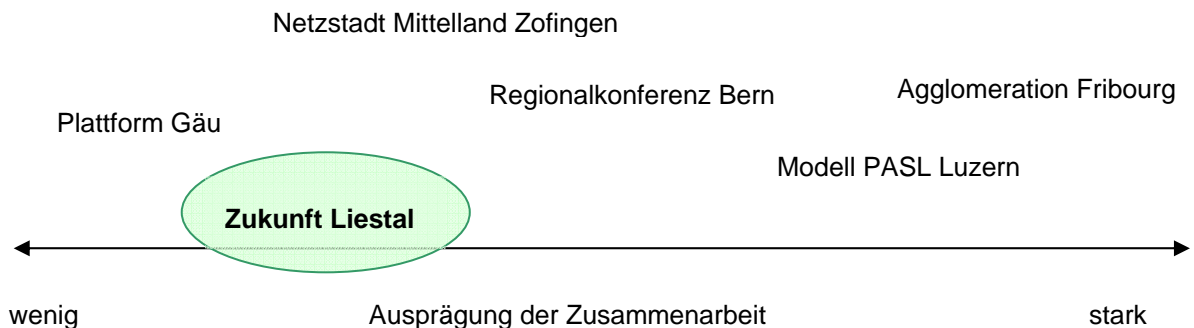 Netzstadt Mittelland Zofingen
Agglomeration Fribourg
Regionalkonferenz Bern
Plattform Gäu
Modell PASL Luzern
Zukunft Liestal
wenig Ausprägung der Zusammenarbeit stark